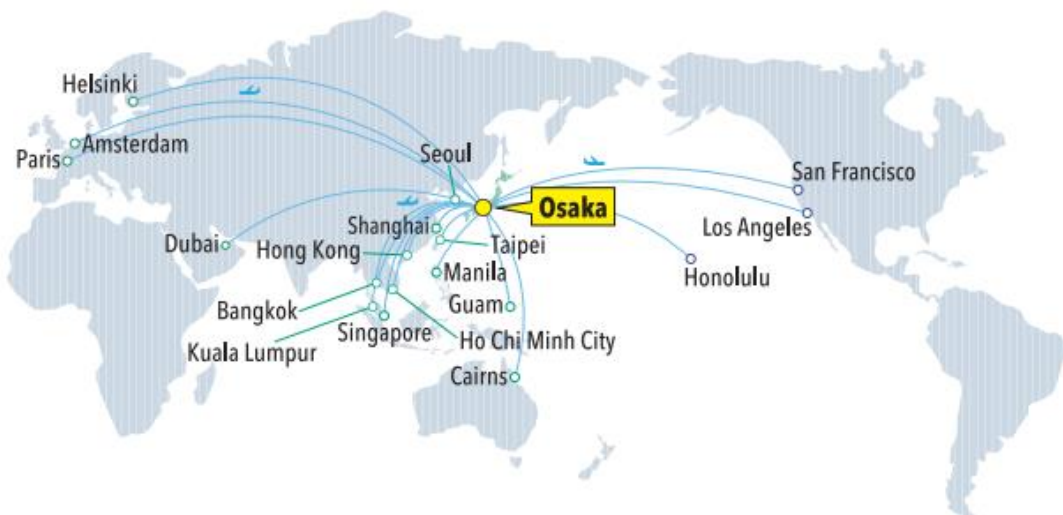 Helsinki
Amsterdam
Paris
Seoul
San Francisco
Osaka
Shanghai
Los Angeles
Dubai
Hong Kong
Taipei
Manila
Honolulu
Bangkok
Guam
Singapore
Ho Chi Minh City
Kuala Lumpur
Cairns